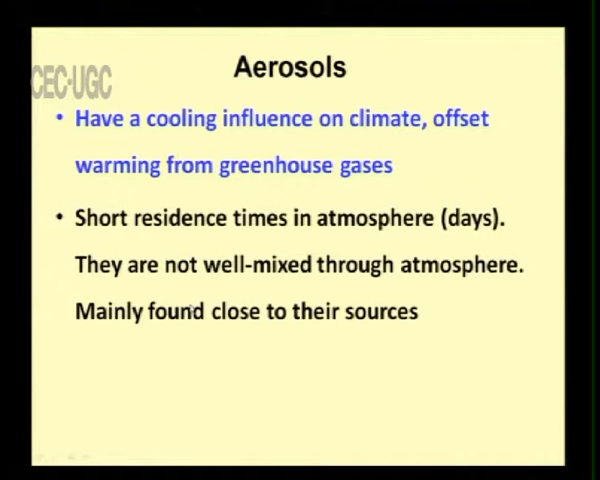 Aerosols
CEC-UGC
• Have a cooling influence on climate, offset
warming from greenhouse gases
• Short residence times in atmosphere (days).
They are not well-mixed through atmosphere.
Mainly found close to their sources